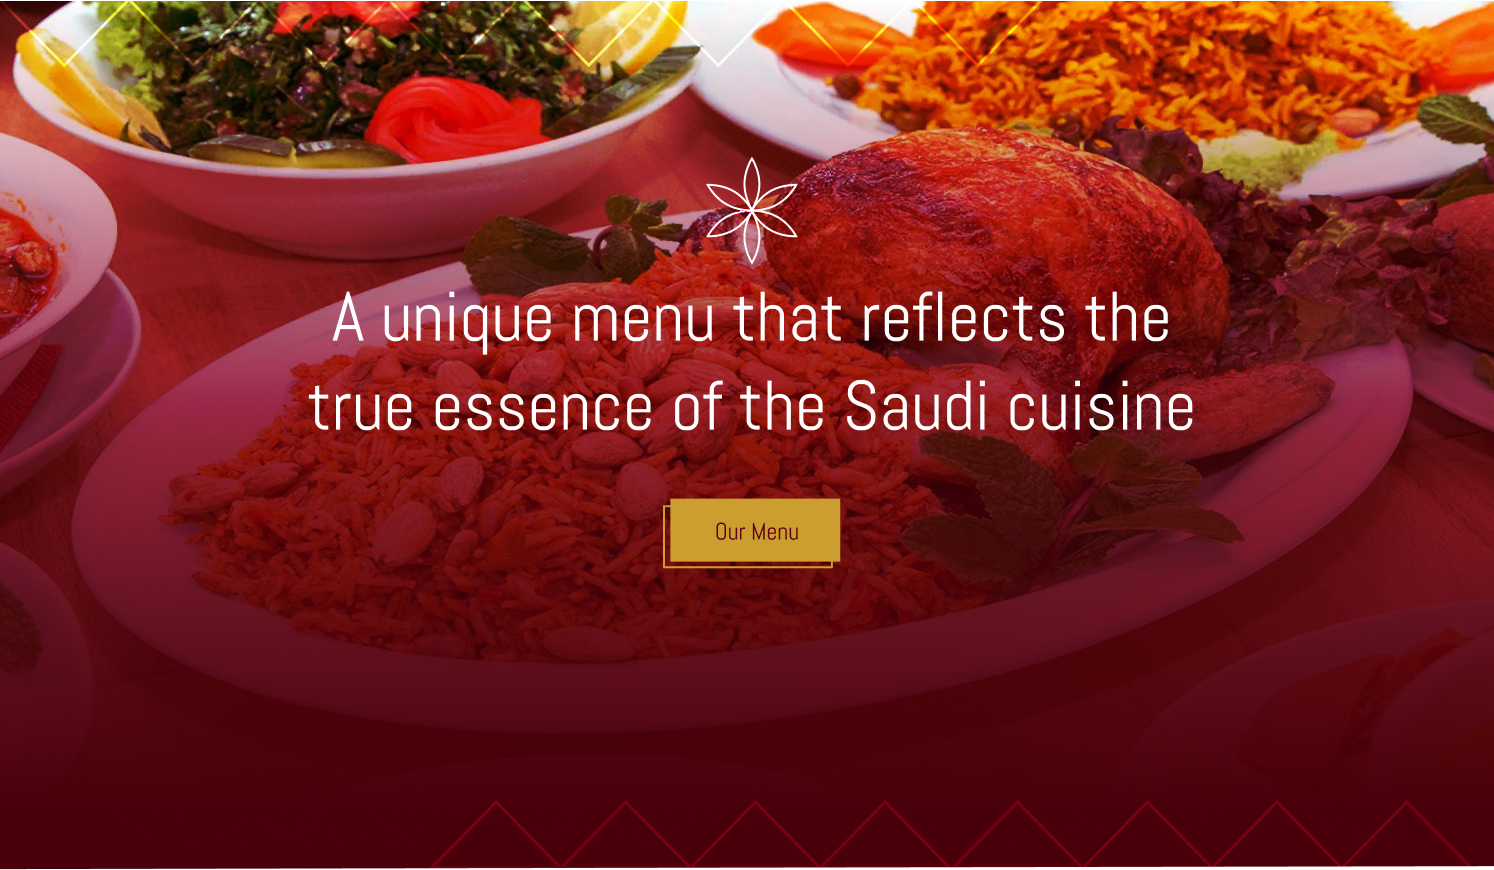 A unique menu that reflects the
true essence of the Saudi cuisine
Our Menu